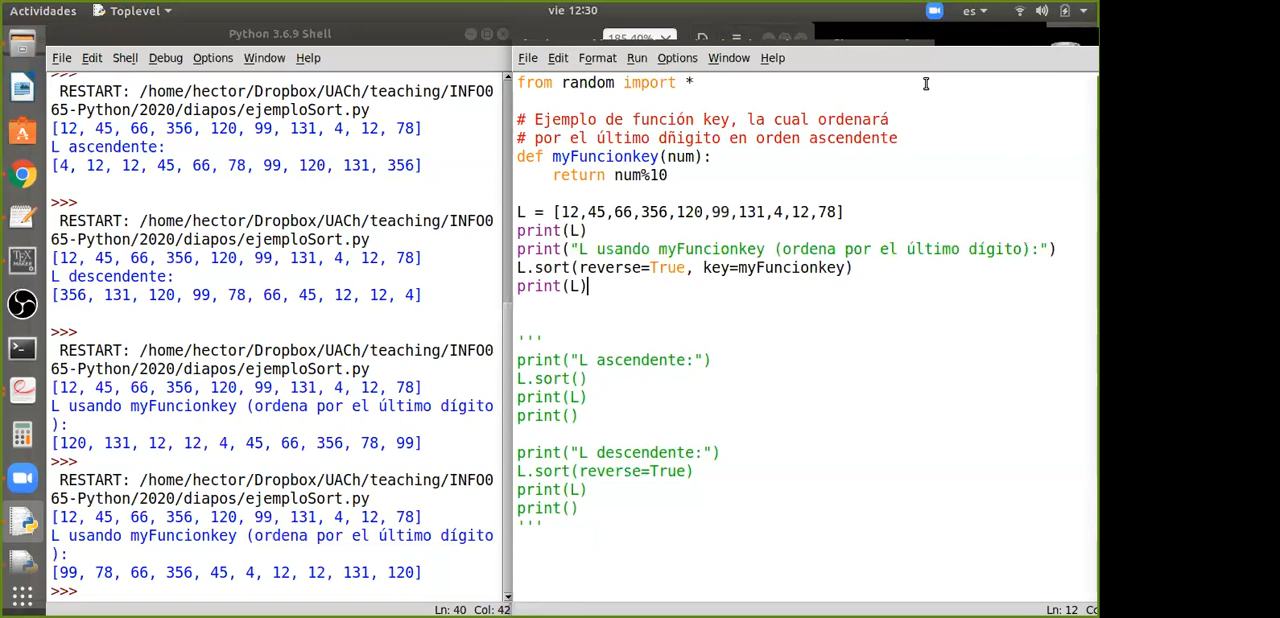 Actividades Toplevel vie 12:30 es
Python 3.6.9 Shell
185.40%
File Edit Shell Debug Options Window Help
>>>
RESTART: /home/hector/Dropbox/UACh/teaching/INFO0
65-Python/2020/diapos/ejemploSort.py
[12, 45, 66, 356, 120, 99, 131, 4, 12, 78]
L ascendente:
[4, 12, 12, 45, 66, 78, 99, 120, 131, 356]
>>>
RESTART: /home/hector/Dropbox/UACh/teaching/INFO0
65-Python/2020/diapos/ejemploSort.py
[12, 45, 66, 356, 120, 99, 131, 4, 12, 78]
L descendente:
[356, 131, 120, 99, 78, 66, 45, 12, 12, 4]
>>>
RESTART: /home/hector/Dropbox/UACh/teaching/INFO0
65-Python/2020/diapos/ejemploSort.py
[12, 45, 66, 356, 120, 99, 131, 4, 12, 78]
L usando myFuncionkey (ordena por el último dígito
):
[120, 131, 12, 12, 4, 45, 66, 356, 78, 99]
>>>
RESTART: /home/hector/Dropbox/UACh/teaching/INFO0
65-Python/2020/diapos/ejemploSort.py
[12, 45, 66, 356, 120, 99, 131, 4, 12, 78]
L usando myFuncionkey (ordena por el último dígito
):
[99, 78, 66, 356, 45, 4, 12, 12, 131, 120]
>>>
Ln: 40 Col: 42
File Edit Format Run Options Window Help
from random import *
# Ejemplo de función key, la cual ordenará
# por el último dñigito en orden ascendente
def myFuncionkey(num):
    return num%10
L = [12,45,66,356,120,99,131,4,12,78]
print(L)
print("L usando myFuncionkey (ordena por el último dígito):")
L.sort(reverse=True, key=myFuncionkey)
print(L)
'''
print("L ascendente:")
L.sort()
print(L)
print()
print("L descendente:")
L.sort(reverse=True)
print(L)
print()
'''
Ln: 12